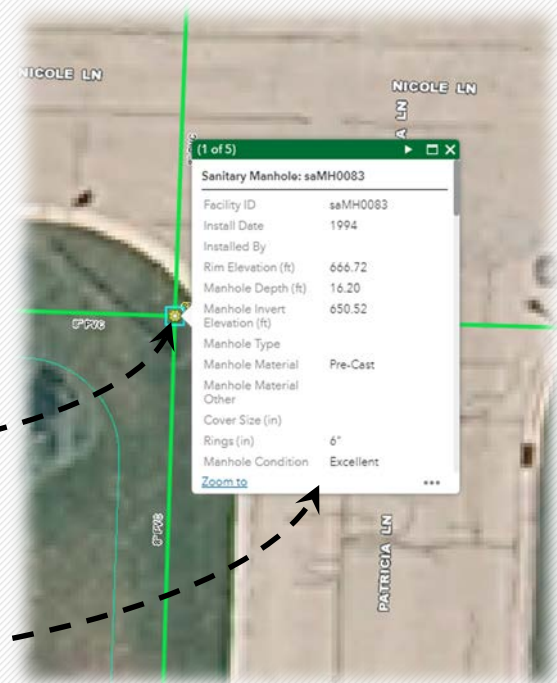 NICOLE LN
NICOLE LN
LN
(1 of 5)
Sanitary Manhole: saMH0083
Facility ID saMH0083
Install Date 1994
Installed By
Rim Elevation (ft) 666.72
Manhole Depth (ft) 16.20
Manhole Invert 650.52
Elevation (ft)
Manhole Type
Manhole Material Pre-Cast
Manhole Material
Other
Cover Size (in)
Rings (in) 6"
Manhole Condition Excellent
Zoom to
8" PVC
8" PVC
PATRICIA LN